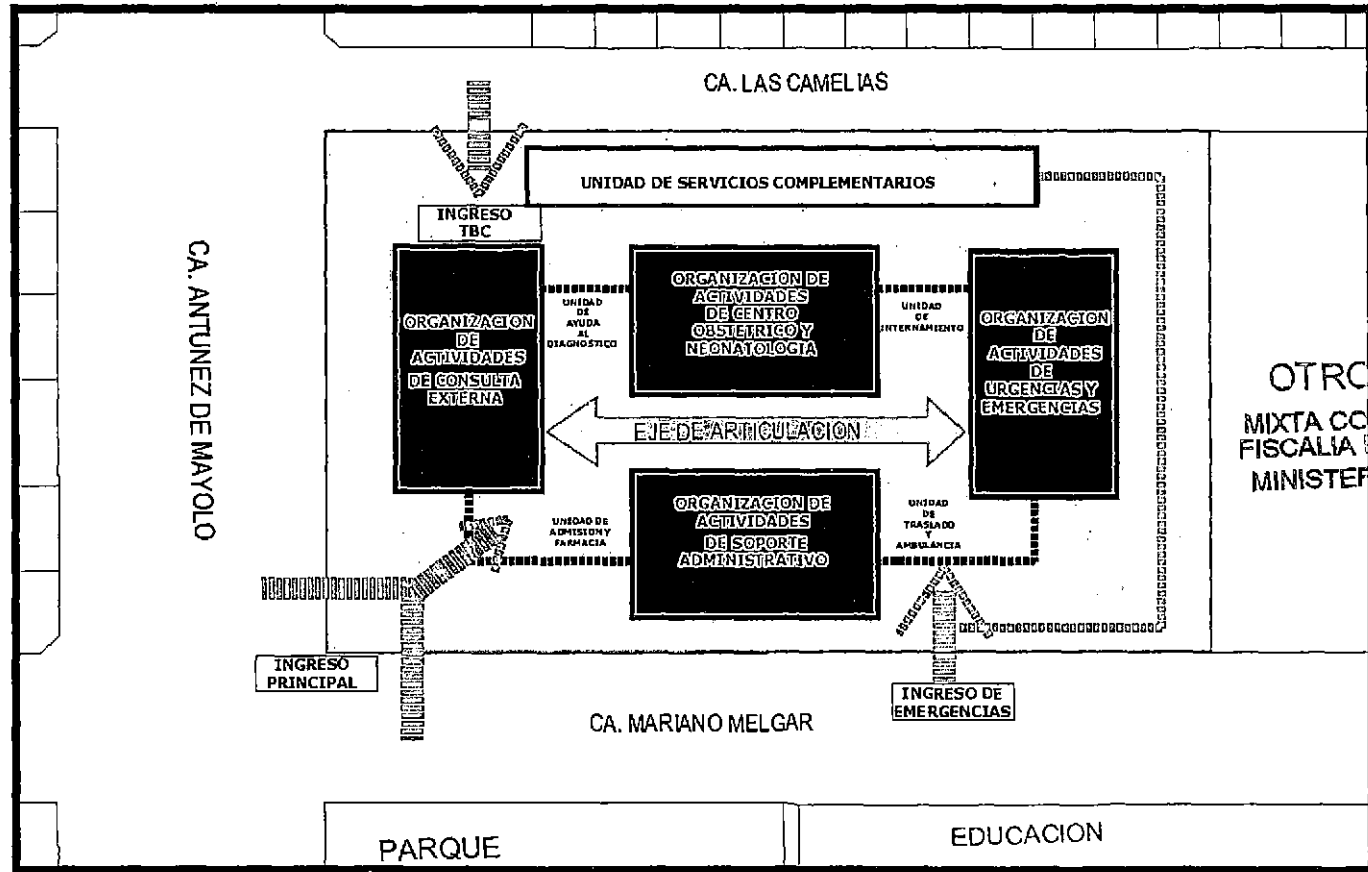 CA. LAS CAMELIAS
UNIDAD DE SERVICIOS COMPLEMENTARIOS
INGRESO
TBC
CA. ANTUNEZ DE MAYOLO
ORGANIZACION
DE
ACTIVIDADES
DE CONSULTA
EXTERNA
UNIDAD
DE
AYUDA
AL
DIAGNOSTICO
ORGANIZACION DE
ACTIVIDADES
DE CENTRO
OBSTETRICO Y
NEONATOLOGIA
UNIDAD
DE
INTERNAMIENTO
ORGANIZACION
DE
ACTIVIDADES
DE
URGENCIAS Y
EMERGENCIAS
OTRO
MIXTA CO
FISCALIA
MINISTER
EJE DE ARTICULACION
UNIDAD DE
ADMISION Y
FARMACIA
ORGANIZACION DE
ACTIVIDADES
DE SOPORTE
ADMINISTRATIVO
UNIDAD
DE
TRASLADO
Y
AMBULANCIA
INGRESO
PRINCIPAL
INGRESO DE
EMERGENCIAS
CA. MARIANO MELGAR
PARQUE
EDUCACION